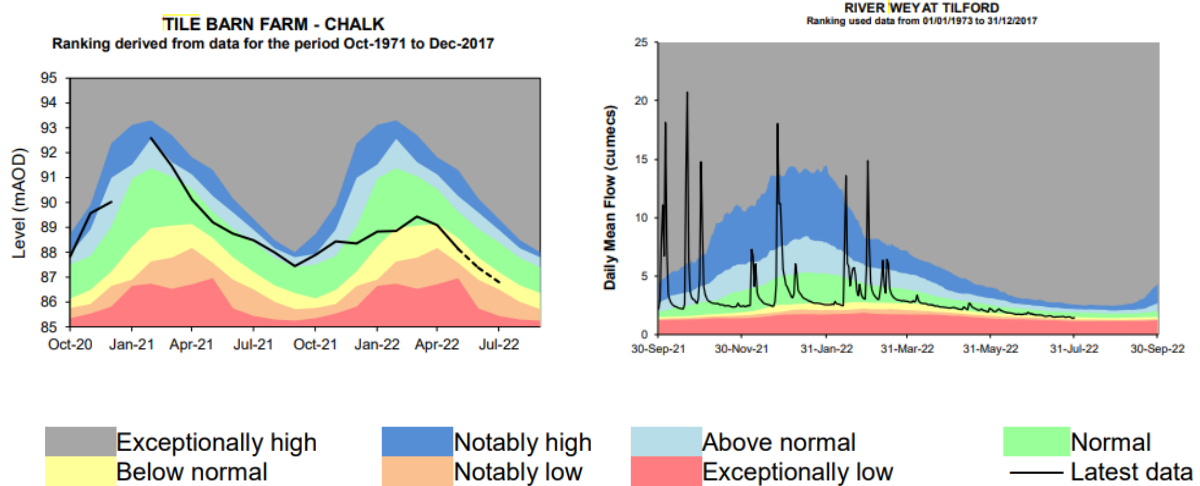 TILE BARN FARM - CHALK
Ranking derived from data for the period Oct-1971 to Dec-2017
Level (mAOD)
95
94
93
92
91
90
89
88
87
86
85
Oct-20 Jan-21 Apr-21 Jul-21 Oct-21 Jan-22 Apr-22 Jul-22
RIVER WEY AT TILFORD
Ranking used data from 01/01/1973 to 31/12/2017
Daily Mean Flow (cumecs)
25
20
15
10
5
0
30-Sep-21 30-Nov-21 31-Jan-22 31-Mar-22 31-May-22 31-Jul-22 30-Sep-22
Exceptionally high Notably high Above normal Normal
Below normal Notably low Exceptionally low Latest data